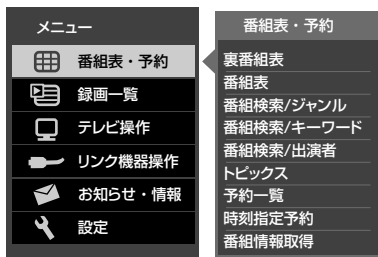 メニュー
番組表・予約
録画一覧
テレビ操作
リンク機器操作
お知らせ・情報
設定
番組表・予約
裏番組表
番組表
番組検索/ジャンル
番組検索/キーワード
番組検索/出演者
トピックス
予約一覧
時刻指定予約
番組情報取得